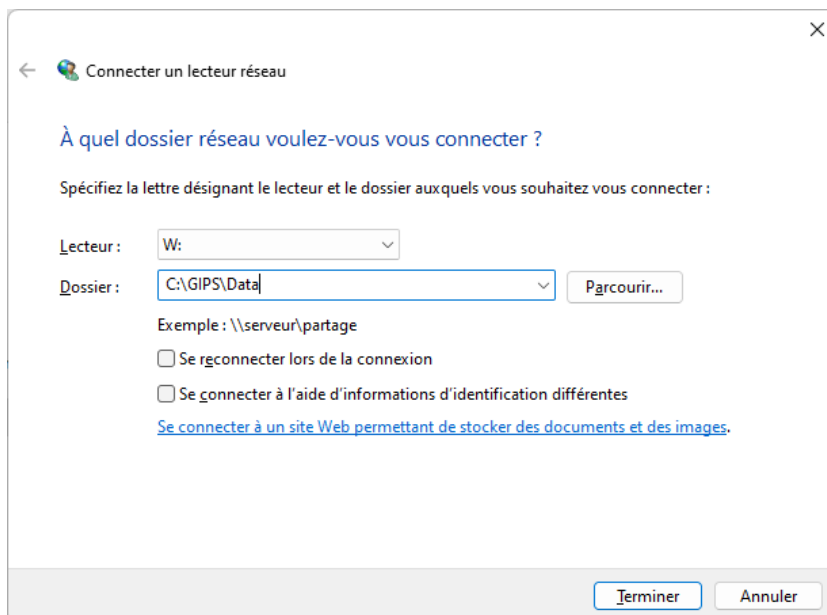 Connecter un lecteur réseau
À quel dossier réseau voulez-vous vous connecter ?
Spécifiez la lettre désignant le lecteur et le dossier auxquels vous souhaitez vous connecter :
Lecteur : W:
Dossier : C:\GIPS\Data Parcourir...
Exemple : \\serveur\partage
Se reconnecter lors de la connexion
Se connecter à l'aide d'informations d'identification différentes
Se connecter à un site Web permettant de stocker des documents et des images.
Terminer Annuler